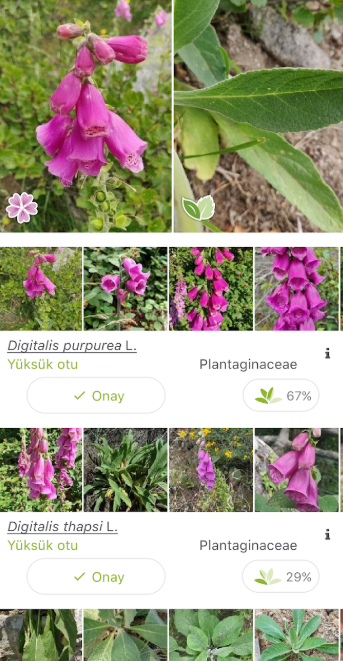 Digitalis purpurea L.
Yüksük otu
Plantaginaceae
Onay
67%
Digitalis thapsi L.
Yüksük otu
Plantaginaceae
Onay
29%